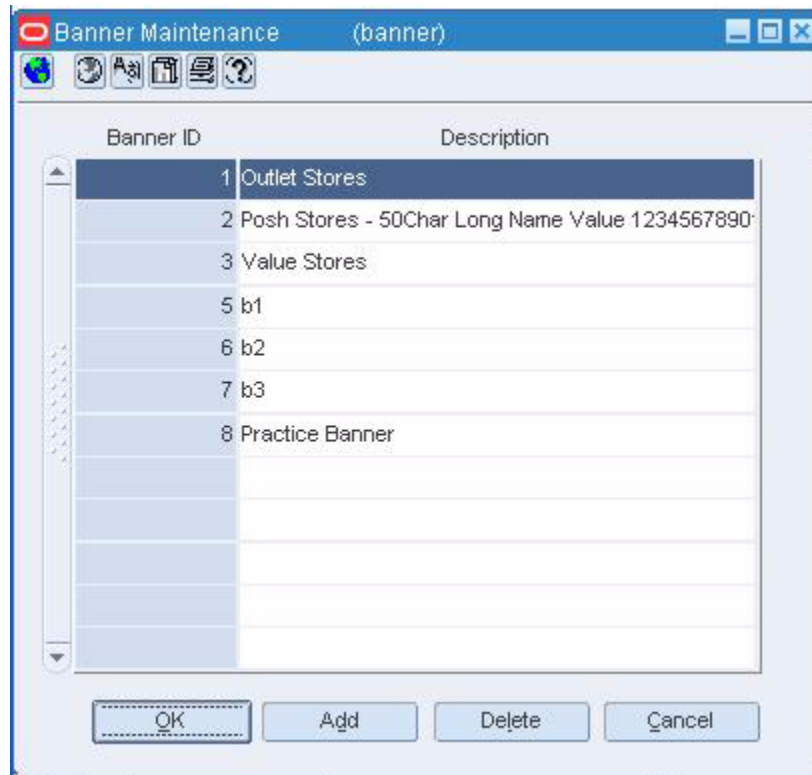 Banner Maintenance (banner)
Banner ID Description
1 Outlet Stores
2 Posh Stores - 50Char Long Name Value 1234567890
3 Value Stores
5 b1
6 b2
7 b3
8 Practice Banner
OK Add Delete Cancel